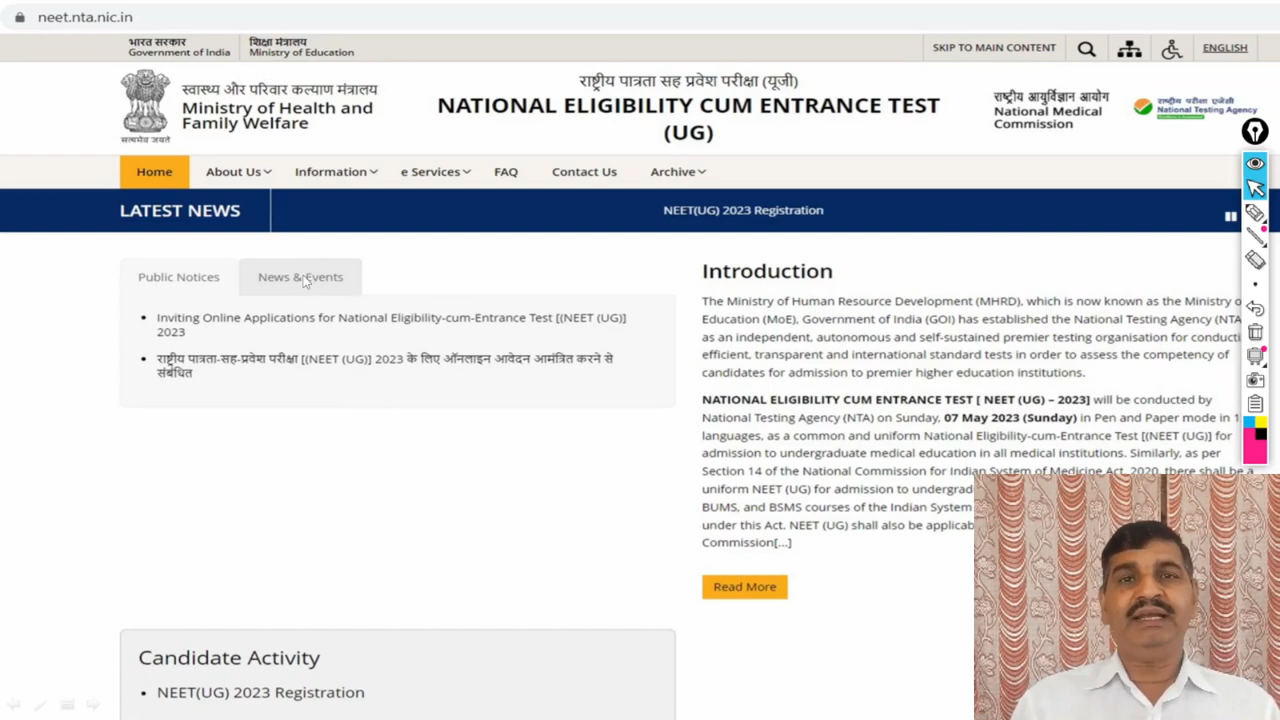 neet.nta.nic.in
भारत सरकार
Government of India
शिक्षा मंत्रालय
Ministry of Education
SKIP TO MAIN CONTENT
ENGLISH
सत्यमेव जयते
स्वास्थ्य और परिवार कल्याण मंत्रालय
Ministry of Health and
Family Welfare
राष्ट्रीय पात्रता सह प्रवेश परीक्षा (यूजी)
NATIONAL ELIGIBILITY CUM ENTRANCE TEST
(UG)
राष्ट्रीय आयुर्विज्ञान आयोग
National Medical
Commission
राष्ट्रीय परीक्षा एजेंसी
National Testing Agency
Home
About Us
Information
e Services
FAQ
Contact Us
Archive
LATEST NEWS
NEET(UG) 2023 Registration
Public Notices
News & Events
Inviting Online Applications for National Eligibility-cum-Entrance Test [(NEET (UG)]
2023
राष्ट्रीय पात्रता-सह-प्रवेश परीक्षा [(NEET (UG)] 2023 के लिए ऑनलाइन आवेदन आमंत्रित करने से
संबंधित
Introduction
The Ministry of Human Resource Development (MHRD), which is now known as the Ministry o
Education (MoE), Government of India (GOI) has established the National Testing Agency (NTA
as an independent, autonomous and self-sustained premier testing organisation for conducti
efficient, transparent and international standard tests in order to assess the competency of
candidates for admission to premier higher education institutions.
NATIONAL ELIGIBILITY CUM ENTRANCE TEST [ NEET (UG) – 2023] will be conducted by
National Testing Agency (NTA) on Sunday, 07 May 2023 (Sunday) in Pen and Paper mode in 1
languages, as a common and uniform National Eligibility-cum-Entrance Test [(NEET (UG)] for
admission to undergraduate medical education in all medical institutions. Similarly, as per
Section 14 of the National Commission for Indian System of Medicine Act, 2020, there shall be a
uniform NEET (UG) for admission to undergrad
BUMS, and BSMS courses of the Indian System
under this Act. NEET (UG) shall also be applicab
Commission[...]
Read More
Candidate Activity
NEET(UG) 2023 Registration